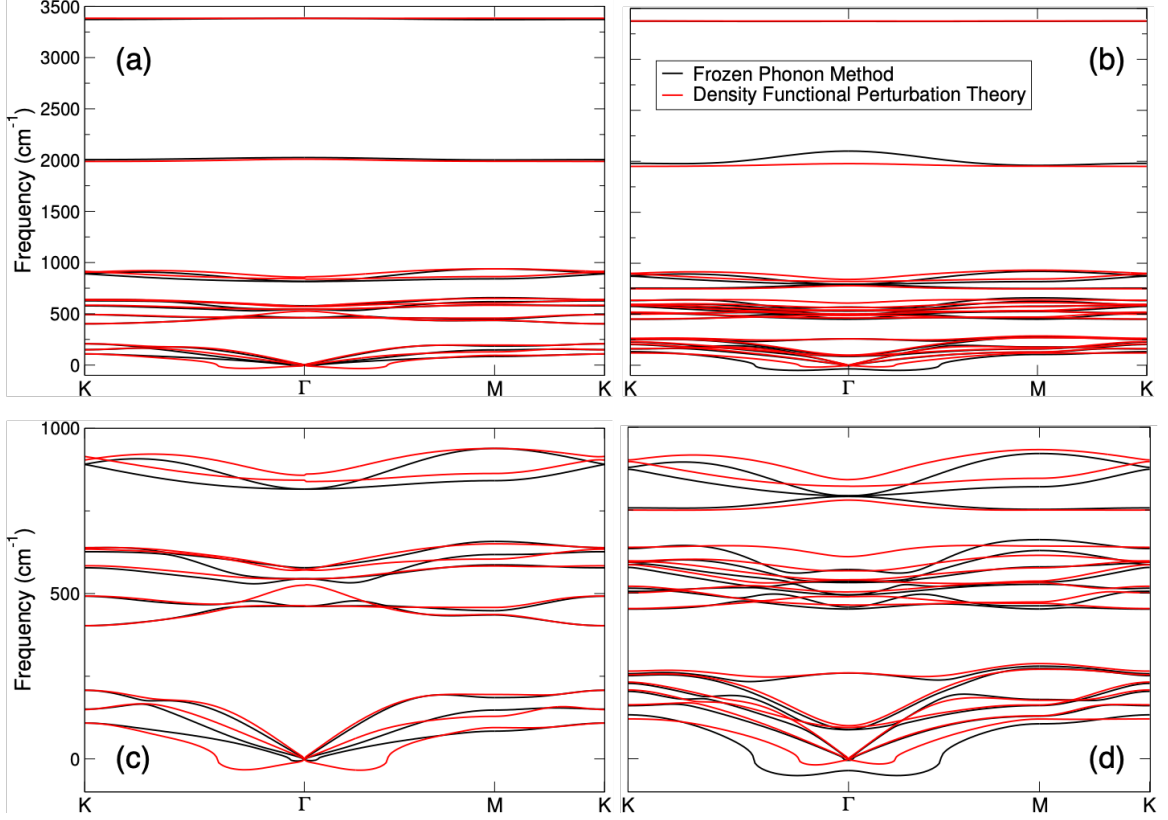 3500
3000
2500
2000
1500
1000
500
0
Frequency (cm⁻¹)
(a)
K Γ M K
(b)
Frozen Phonon Method
Density Functional Perturbation Theory
K Γ M K
1000
500
0
Frequency (cm⁻¹)
(c)
K Γ M K
(d)
K Γ M K